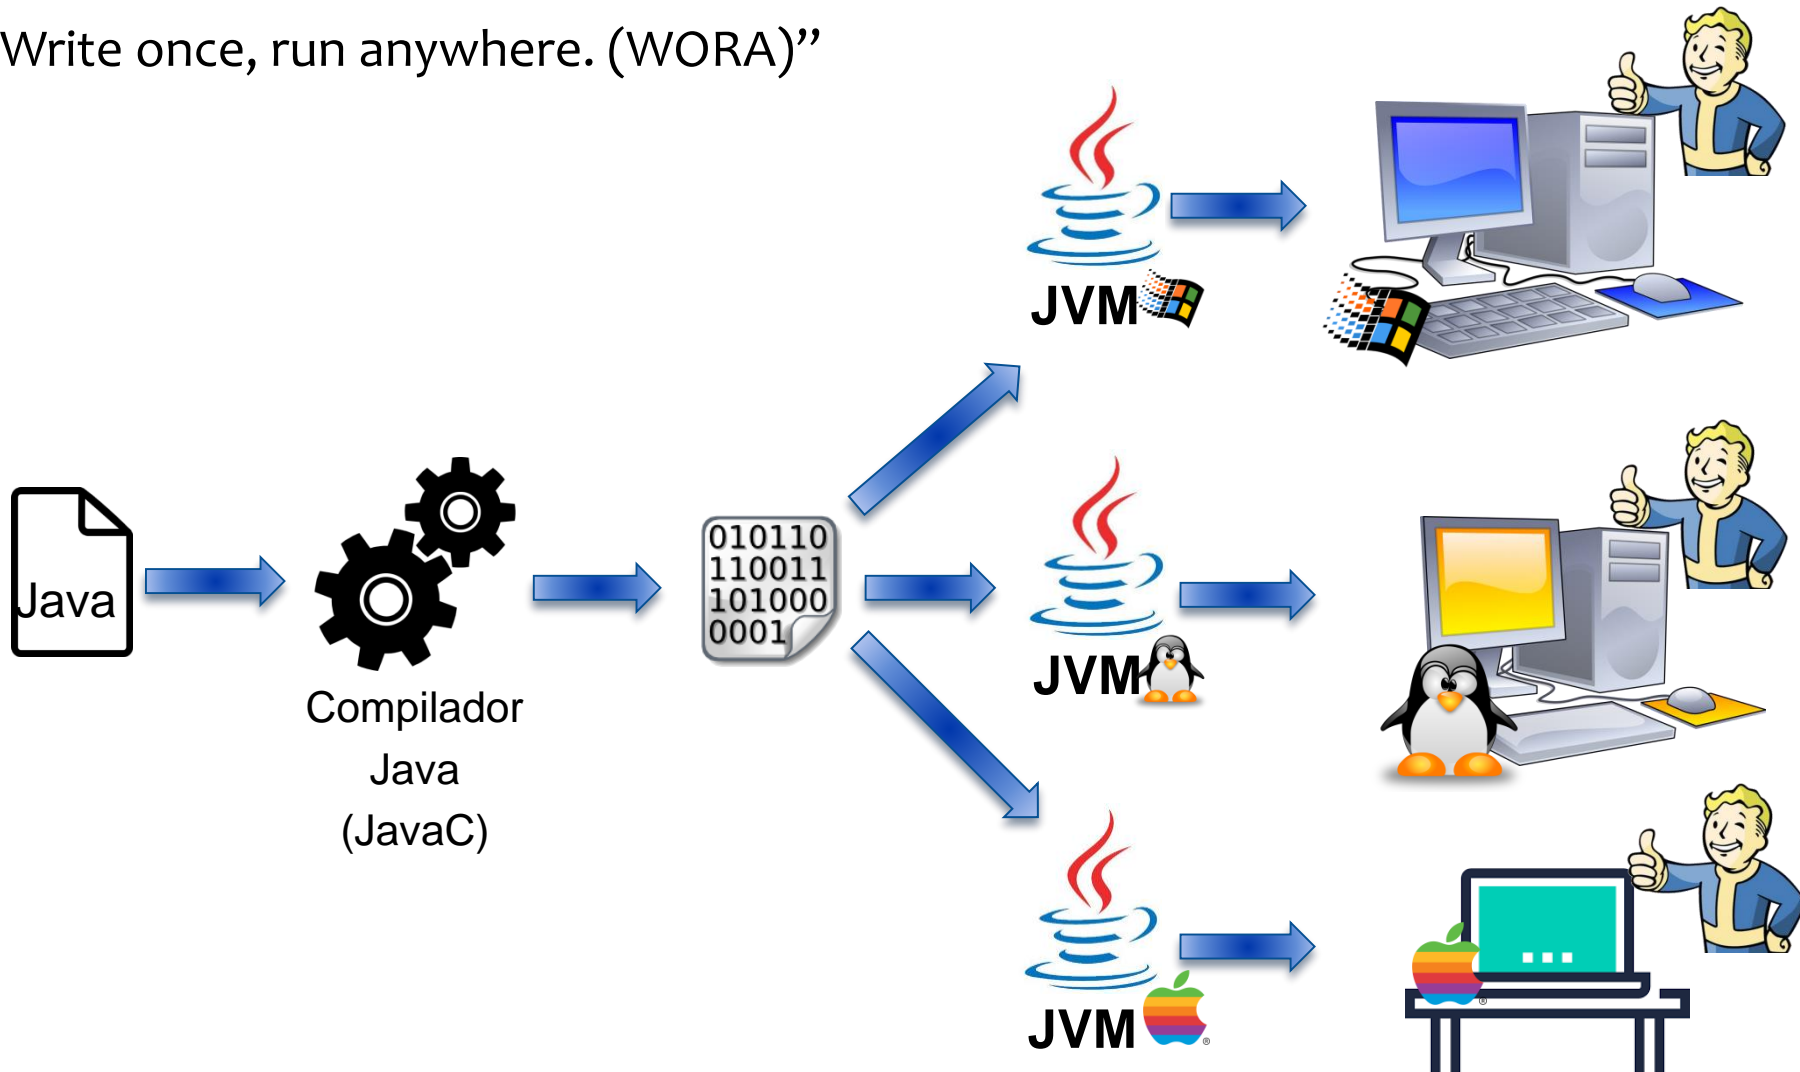 Write once, run anywhere. (WORA)”
JVM
Java
010110
110011
101000
0001
JVM
Compilador
Java
(JavaC)
JVM
®
®